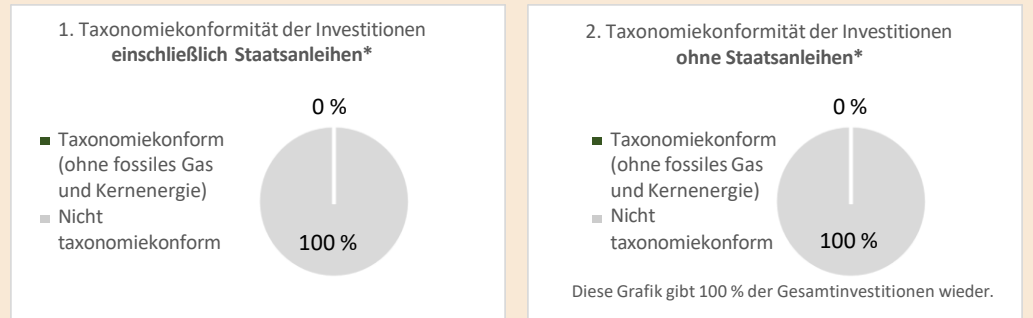 1. Taxonomiekonformität der Investitionen
einschließlich Staatsanleihen*
0 %
Taxonomiekonform
(ohne fossiles Gas
und Kernenergie)
Nicht
taxonomiekonform
100 %
2. Taxonomiekonformität der Investitionen
ohne Staatsanleihen*
0 %
Taxonomiekonform
(ohne fossiles Gas
und Kernenergie)
Nicht
taxonomiekonform
100 %
Diese Grafik gibt 100 % der Gesamtinvestitionen wieder.